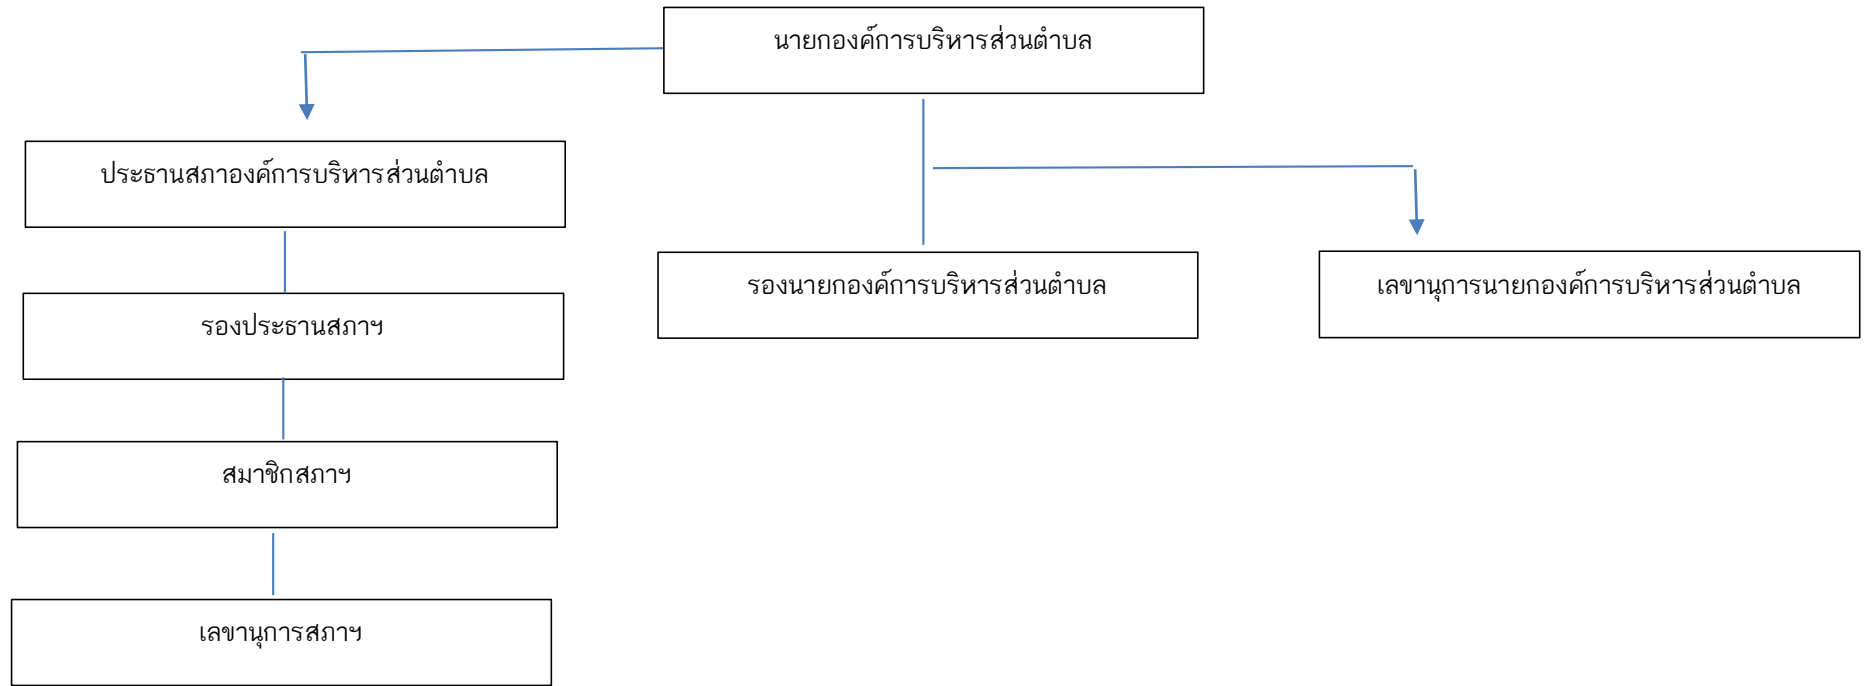 นายกองค์การบริหารส่วนตำบล
ประธานสภาองค์การบริหารส่วนตำบล
รองนายกองค์การบริหารส่วนตำบล
เลขานุการนายกองค์การบริหารส่วนตำบล
รองประธานสภาฯ
สมาชิกสภาฯ
เลขานุการสภาฯ